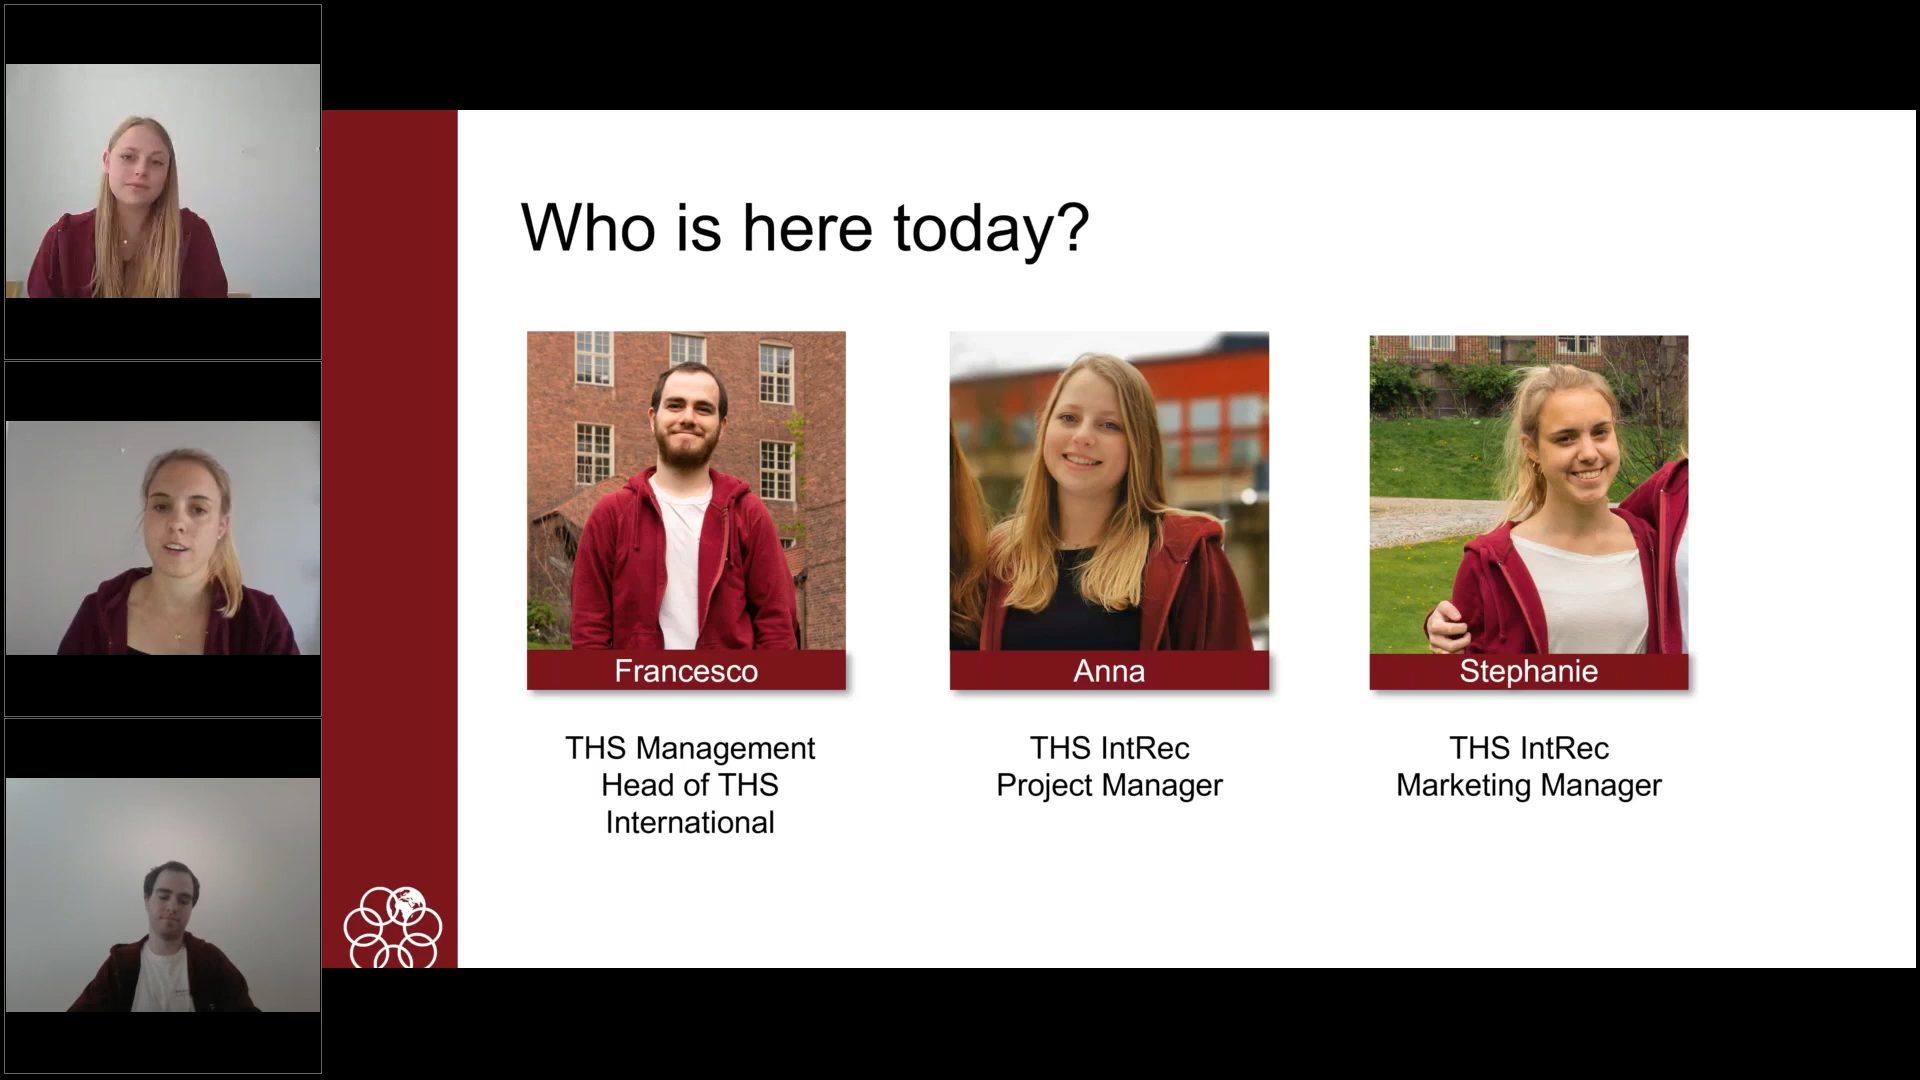 Who is here today?
Francesco
Anna
Stephanie
THS Management
Head of THS
International
THS IntRec
Project Manager
THS IntRec
Marketing Manager